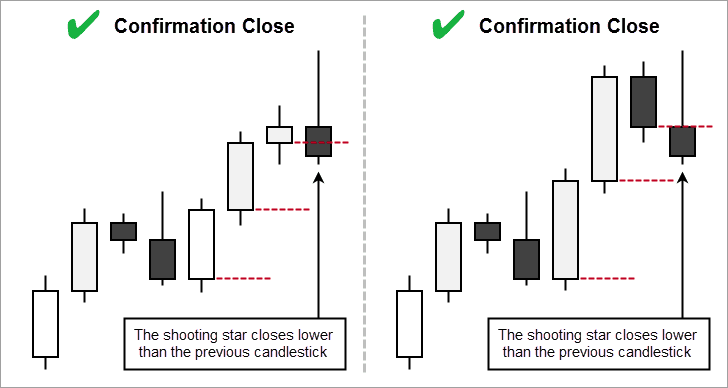 Confirmation Close
The shooting star closes lower
than the previous candlestick
Confirmation Close
The shooting star closes lower
than the previous candlestick